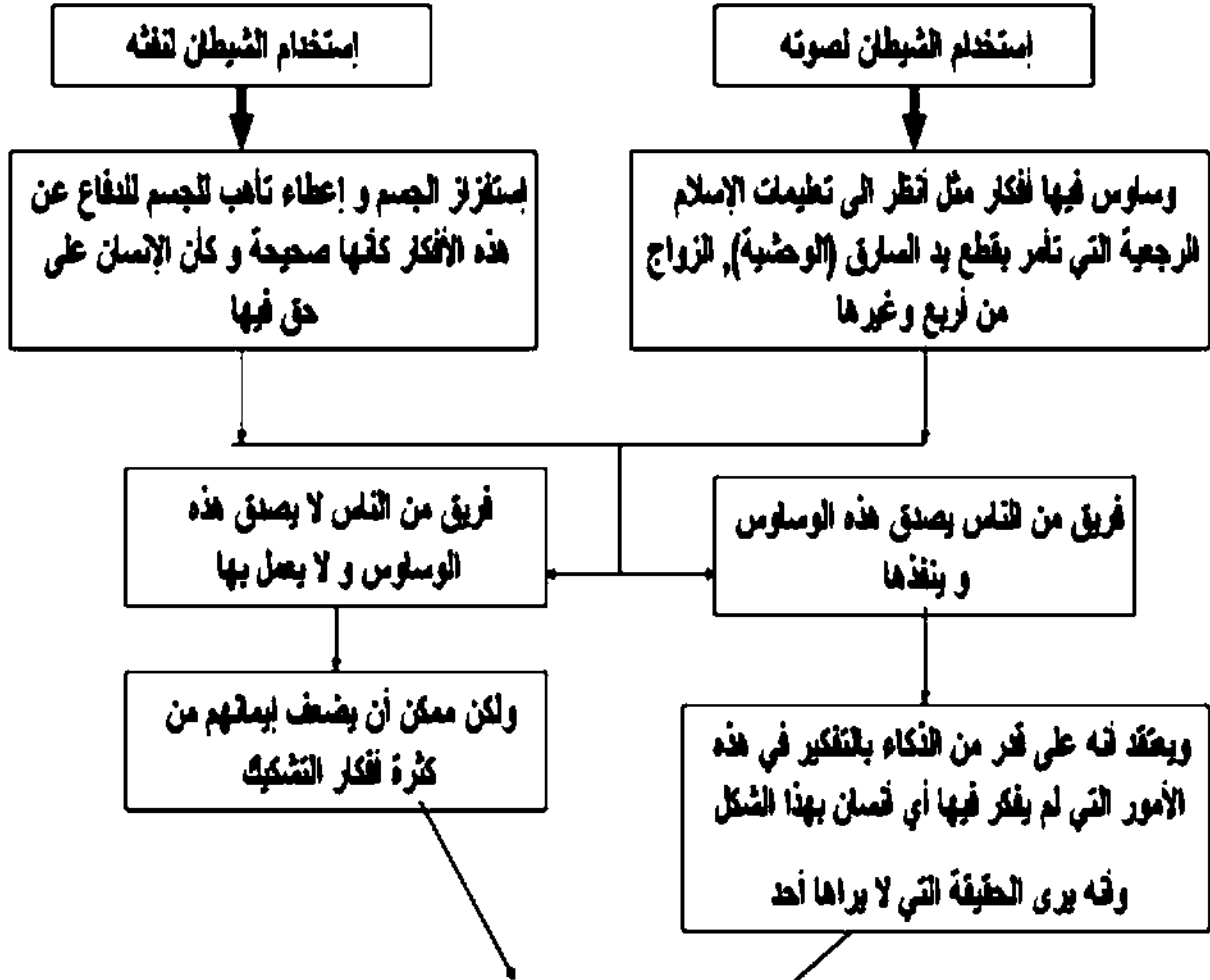 إستخدام الشيطان لصوته
إستخدام الشيطان لنفثه
وساوس فيها أفكار مثل أنظر الى تعليمات الإسلام
الرجعية التي تأمر بقطع يد السارق (الوحشية), الزواج
من أربع وغيرها
إستفزاز الجسم و إعطاء تأهب للجسم للدفاع عن
هذه الأفكار كأنها صحيحة و كأن الإنسان على
حق فيها
فريق من الناس يصدق هذه الوساوس
و ينفذها
فريق من الناس لا يصدق هذه
الوساوس و لا يعمل بها
ويعتقد أنه على قدر من الذكاء بالتفكير في هذه
الأمور التي لم يفكر فيها أي أنسان بهذا الشكل
وأنه يرى الحقيقة التي لا يراها أحد
ولكن ممكن أن يضعف إيمانهم من
كثرة أفكار التشكيك